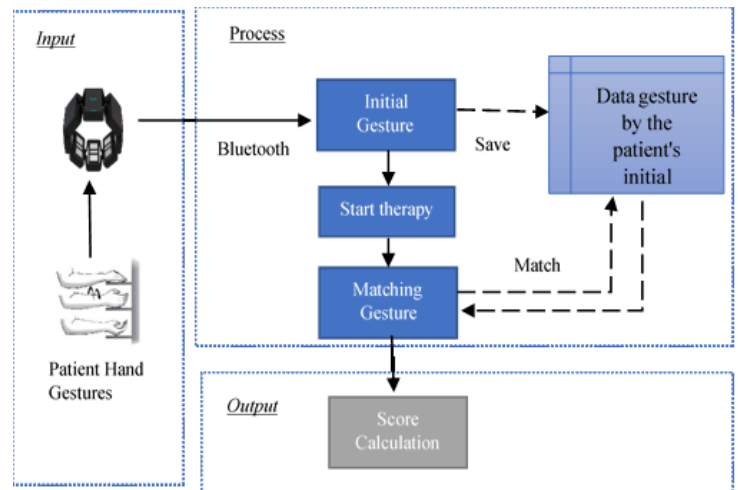 Input
Patient Hand
Gestures
Process
Bluetooth
Initial
Gesture
Save
Data gesture
by the
patient's
initial
Start therapy
Matching
Gesture
Match
Output
Score
Calculation